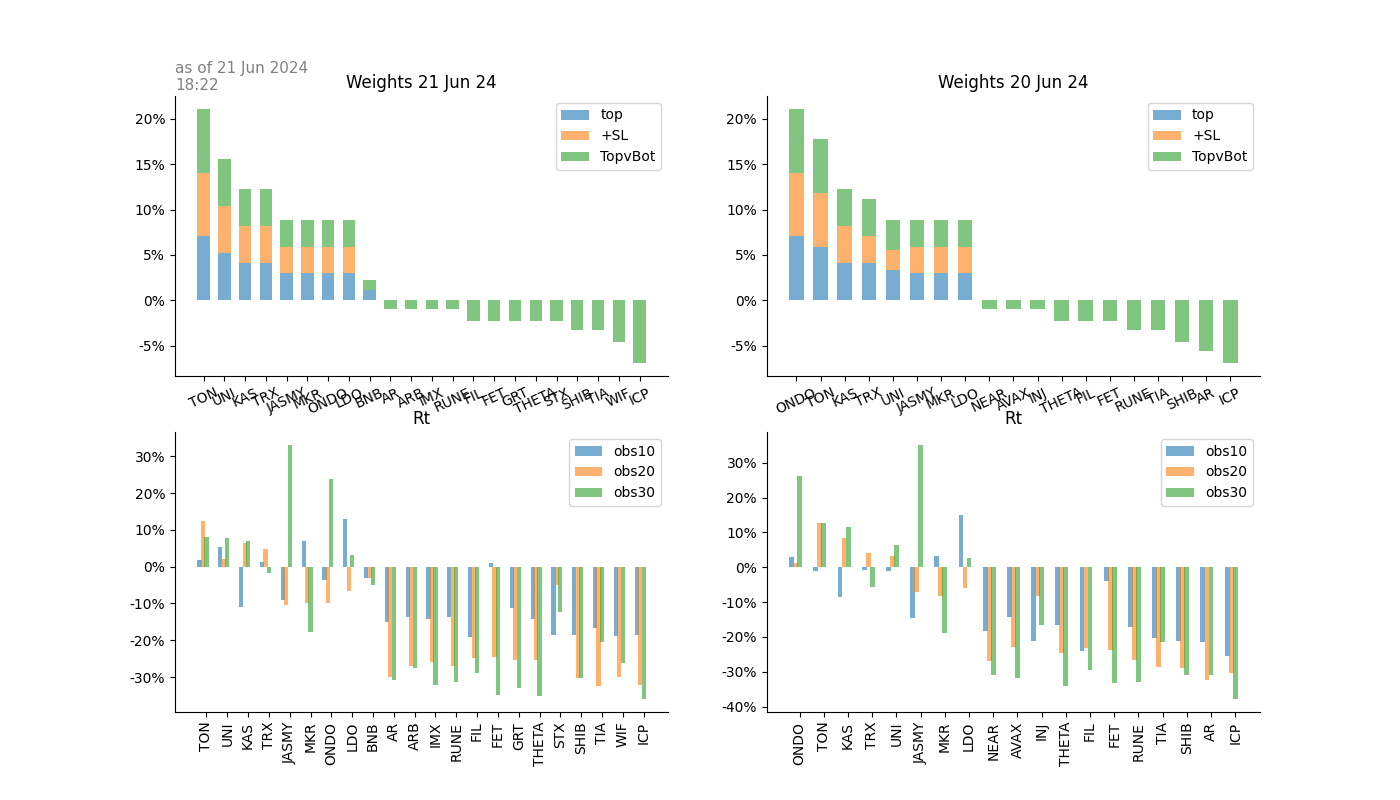 as of 21 Jun 2024
18:22
Weights 21 Jun 24
20%
15%
10%
5%
0%
-5%
top
+SL
TopvBot
TON UNI KAS TRX JASMY MKR ONDO LDO BNB AR ARB IMX RUNE FIL FET GRT THETA STX SHIB TIA WIF ICP
Weights 20 Jun 24
20%
15%
10%
5%
0%
-5%
top
+SL
TopvBot
ONDO TON KAS TRX UNI JASMY MKR LDO NEAR AVAX INJ THETA FIL FET RUNE TIA SHIB AR ICP
Rt
30%
20%
10%
0%
-10%
-20%
-30%
obs10
obs20
obs30
TON UNI KAS TRX JASMY MKR ONDO LDO BNB AR ARB IMX RUNE FIL FET GRT THETA STX SHIB TIA WIF ICP
Rt
30%
20%
10%
0%
-10%
-20%
-30%
-40%
obs10
obs20
obs30
ONDO TON KAS TRX UNI JASMY MKR LDO NEAR AVAX INJ THETA FIL FET RUNE TIA SHIB AR ICP